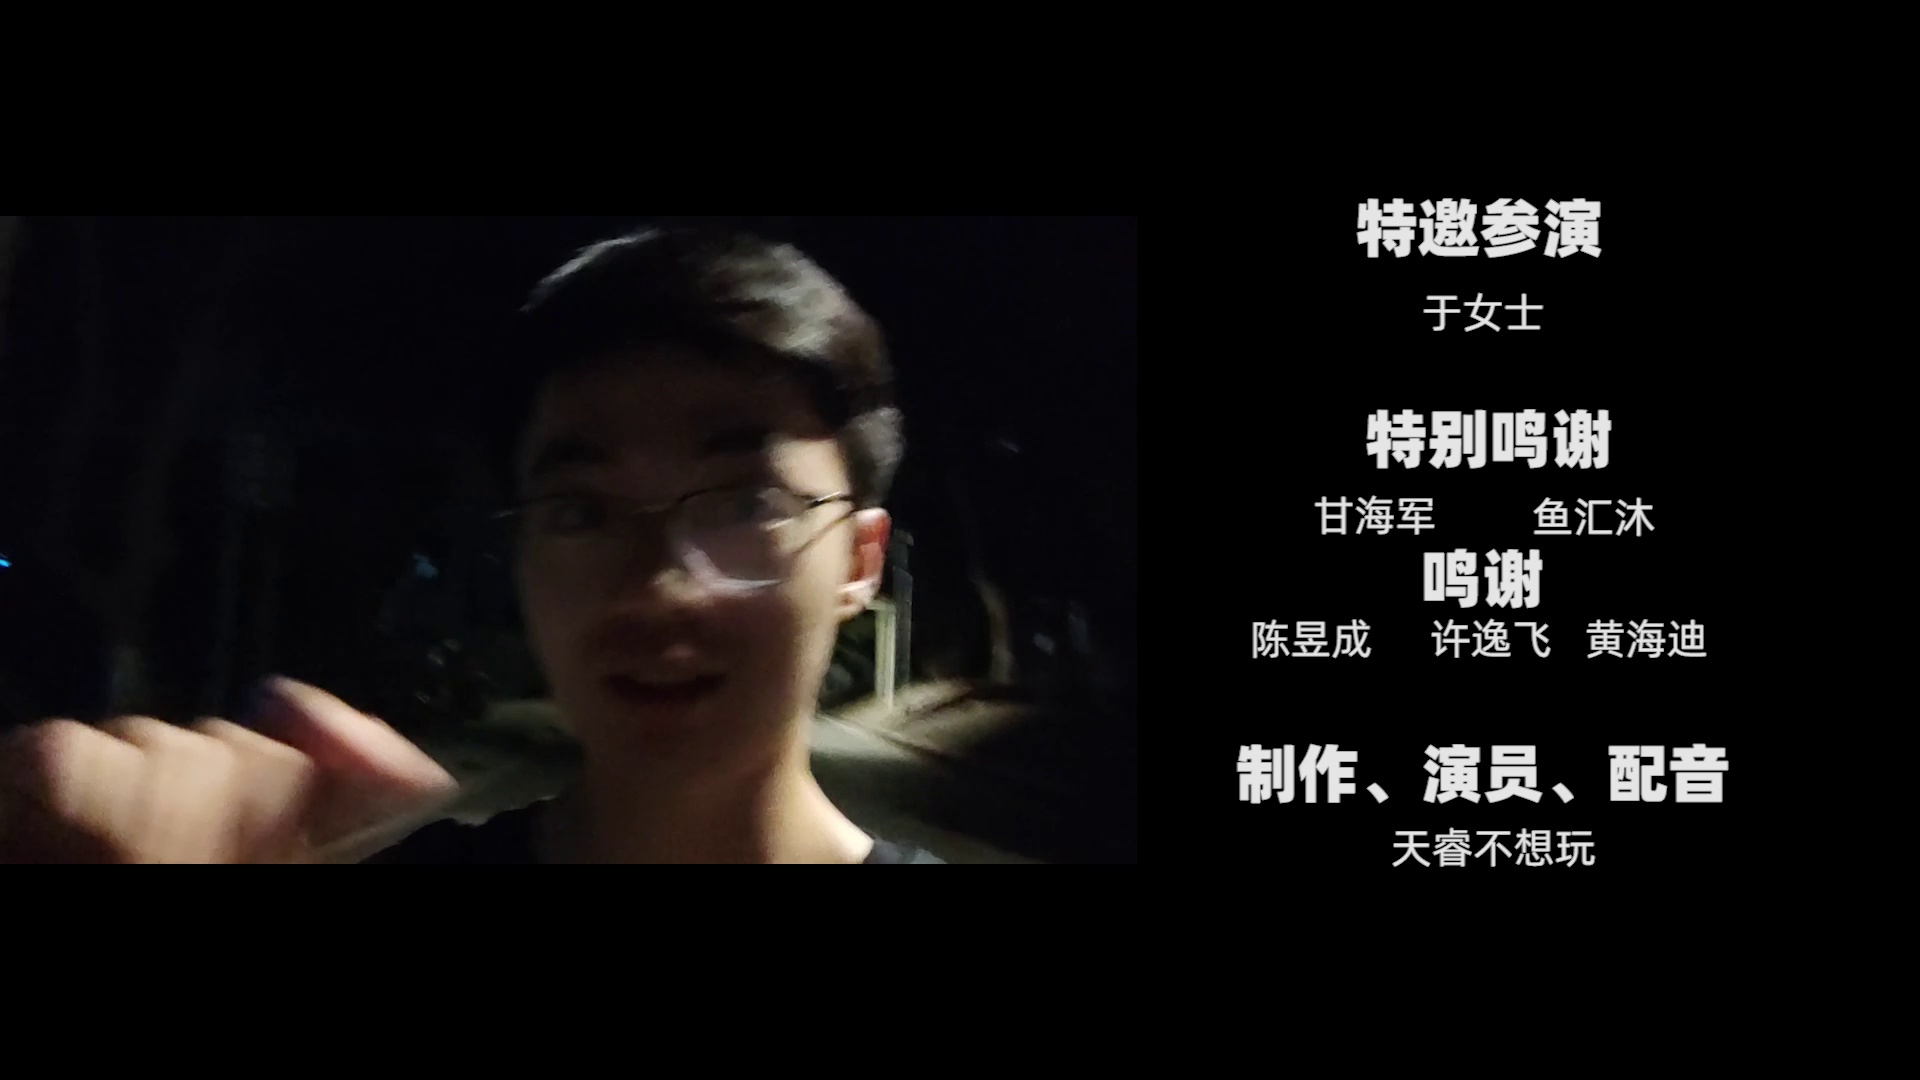 特邀参演
于女士
特别鸣谢
甘海军 鱼汇沐
鸣谢
陈昱成 许逸飞 黄海迪
制作、演员、配音
天睿不想玩